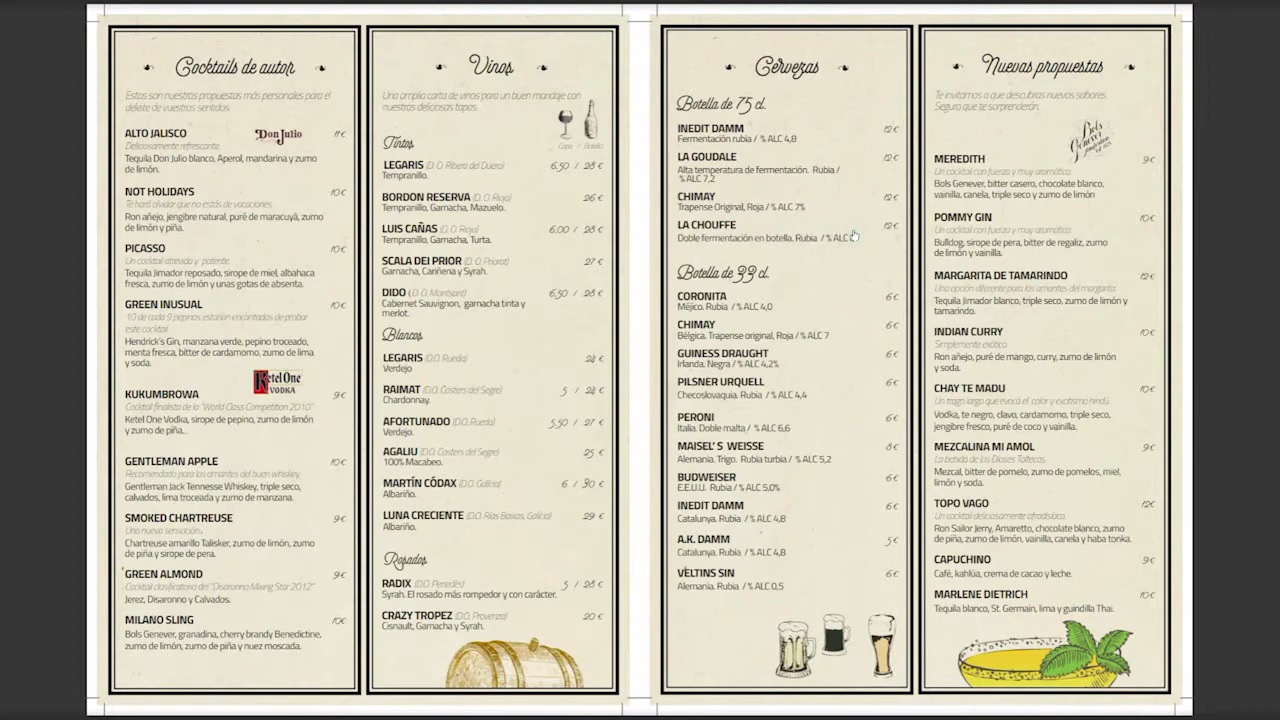 Cocktails de autor
Estas son nuestras propuestas más personales para el
deleite de vuestros sentidos.
ALTO JALISCO Don Julio 11 €
Deliciosamente refrescante.
Tequila Don Julio blanco, Aperol, mandarina y zumo
de limón.
NOT HOLIDAYS 10 €
Te hará olvidar que no estás de vacaciones
Ron añejo, jengibre natural, puré de maracuyá, zumo
de limón y piña.
PICASSO 10 €
Un cocktail atrevido y potente.
Tequila Jimador reposado, sirope de miel, albahaca
fresca, zumo de limón y unas gotas de absenta.
GREEN INUSUAL 10 €
10 de cada 9 pepinos estarían encantados de probar
este cocktail
Hendrick's Gin, manzana verde, pepino troceado,
menta fresca, bitter de cardamomo, zumo de lima
y soda.
Ketel One
VODKA
KUKUMBROWA 9 €
Cocktail finalista de la "World Class Competition 2010"
Ketel One Vodka, sirope de pepino, zumo de limón
y zumo de piña..
GENTLEMAN APPLE 10 €
Recomendado para los amantes del buen whiskey.
Gentleman Jack Tennesse Whiskey, triple seco,
calvados, lima troceada y zumo de manzana.
SMOKED CHARTREUSE 9 €
Una nueva sensación..
Chartreuse amarillo Talisker, zumo de limón, zumo
de piña y sirope de pera.
GREEN ALMOND 9 €
Cocktail clasificatorio del "Disaronno Mixing Star 2012"
Jerez, Disaronno y Calvados.
MILANO SLING 10 €
Bols Genever, granadina, cherry brandy Benedictine,
zumo de limón, zumo de piña y nuez moscada.
Vinos
Una amplia carta de vinos para un buen maridaje con
nuestras deliciosas tapas.
Copa / Botella
Tintos
LEGARIS (D. O. Ribera del Duero) 6,50 / 28 €
Tempranillo.
BORDON RESERVA (D. O. Rioja) 26 €
Tempranillo, Garnacha, Mazuelo.
LUIS CAÑAS (D. O. Rioja) 6.00 / 28 €
Tempranillo, Garnacha, Turta.
SCALA DEI PRIOR (D. O. Priorat) 27 €
Garnacha, Cariñena y Syrah.
DIDO ( D. O. Montsant) 6,50 / 28 €
Cabernet Sauvignon, garnacha tinta y
merlot.
Blancos
LEGARIS (D.O. Rueda) 24 €
Verdejo
RAIMAT (D.O. Costers del Segre) 5 / 24 €
Chardonnay.
AFORTUNADO (D.O. Rueda) 5,50 / 27 €
Verdejo.
AGALIU (D.O. Costers del Segre) 25 €
100% Macabeo.
MARTÍN CÓDAX (D.O. Galicia) 6 / 30 €
Albariño.
LUNA CRECIENTE (D.O. Rías Baixas, Galicia) 29 €
Albariño.
Rosados
RADIX (D.O. Penedès) 5 / 28 €
Syrah. El rosado más rompedor y con carácter.
CRAZY TROPEZ (D.O. Provenza) 20 €
Cisnault, Garnacha y Syrah.
Cervezas
Botella de 75 cl.
INEDIT DAMM 12 €
Fermentación rubia / % ALC 4,8
LA GOUDALE 12 €
Alta temperatura de fermentación. Rubia /
% ALC 7,2
CHIMAY 12 €
Trapense Original, Roja / % ALC 7%
LA CHOUFFE 12 €
Doble fermentación en botella. Rubia / % ALC
Botella de 33 cl.
CORONITA 6 €
Méjico. Rubia / % ALC 4,0
CHIMAY 6 €
Bélgica. Trapense original, Roja / % ALC 7
GUINESS DRAUGHT 6 €
Irlanda. Negra / % ALC 4,2%
PILSNER URQUELL 6 €
Checoslovaquia. Rubia / % ALC 4,4
PERONI 6 €
Italia. Doble malta / % ALC 6,6
MAISEL' S WEISSE 8 €
Alemania. Trigo. Rubia turbia / % ALC 5,2
BUDWEISER 6 €
E.E.U.U. Rubia / % ALC 5,0%
INEDIT DAMM 6 €
Catalunya. Rubia / % ALC 4,8
A.K. DAMM 5 €
Catalunya. Rubia / % ALC 4,8
VELTINS SIN 6 €
Alemania. Rubia / % ALC 0,5
Nuevas propuestas
Te invitamos a que descubras nuevos sabores.
Segura que te sorprenderán.
Bols
Genever
MEREDITH 9 €
Un cocktail con fuerza y muy aromático.
Bols Genever, bitter casero, chocolate blanco,
vainilla, canela, triple seco y zumo de limón
POMMY GIN 10 €
Un cocktail con fuerza y muy aromático.
Bulldog, sirope de pera, bitter de regaliz, zumo
de limón y vainilla.
MARGARITA DE TAMARINDO 12 €
Una opción diferente para los amantes del margarita.
Tequila Jimador blanco, triple seco, zumo de limón y
tamarindo.
INDIAN CURRY 10 €
Simplemente exótico.
Ron añejo, puré de mango, curry, zumo de limón
y soda.
CHAY TE MADU 10 €
Un trago largo que evoca el color y exotismo hindú.
Vodka, te negro, clavo, cardamomo, triple seco,
jengibre fresco, puré de coco y vainilla.
MEZCALINA MI AMOL 9 €
La bebida de los Dioses Toltecas.
Mezcal, bitter de pomelo, zumo de pomelos, miel,
limón y soda.
TOPO VAGO 12 €
Un cocktail deliciosamente afrodisíaco.
Ron Sailor Jerry, Amaretto, chocolate blanco, zumo
de piña, zumo de limón, vainilla, canela y haba tonka.
CAPUCHINO 9 €
Café, kahlúa, crema de cacao y leche.
MARLENE DIETRICH 10 €
Tequila blanco, St. Germain, lima y guindilla Thai.